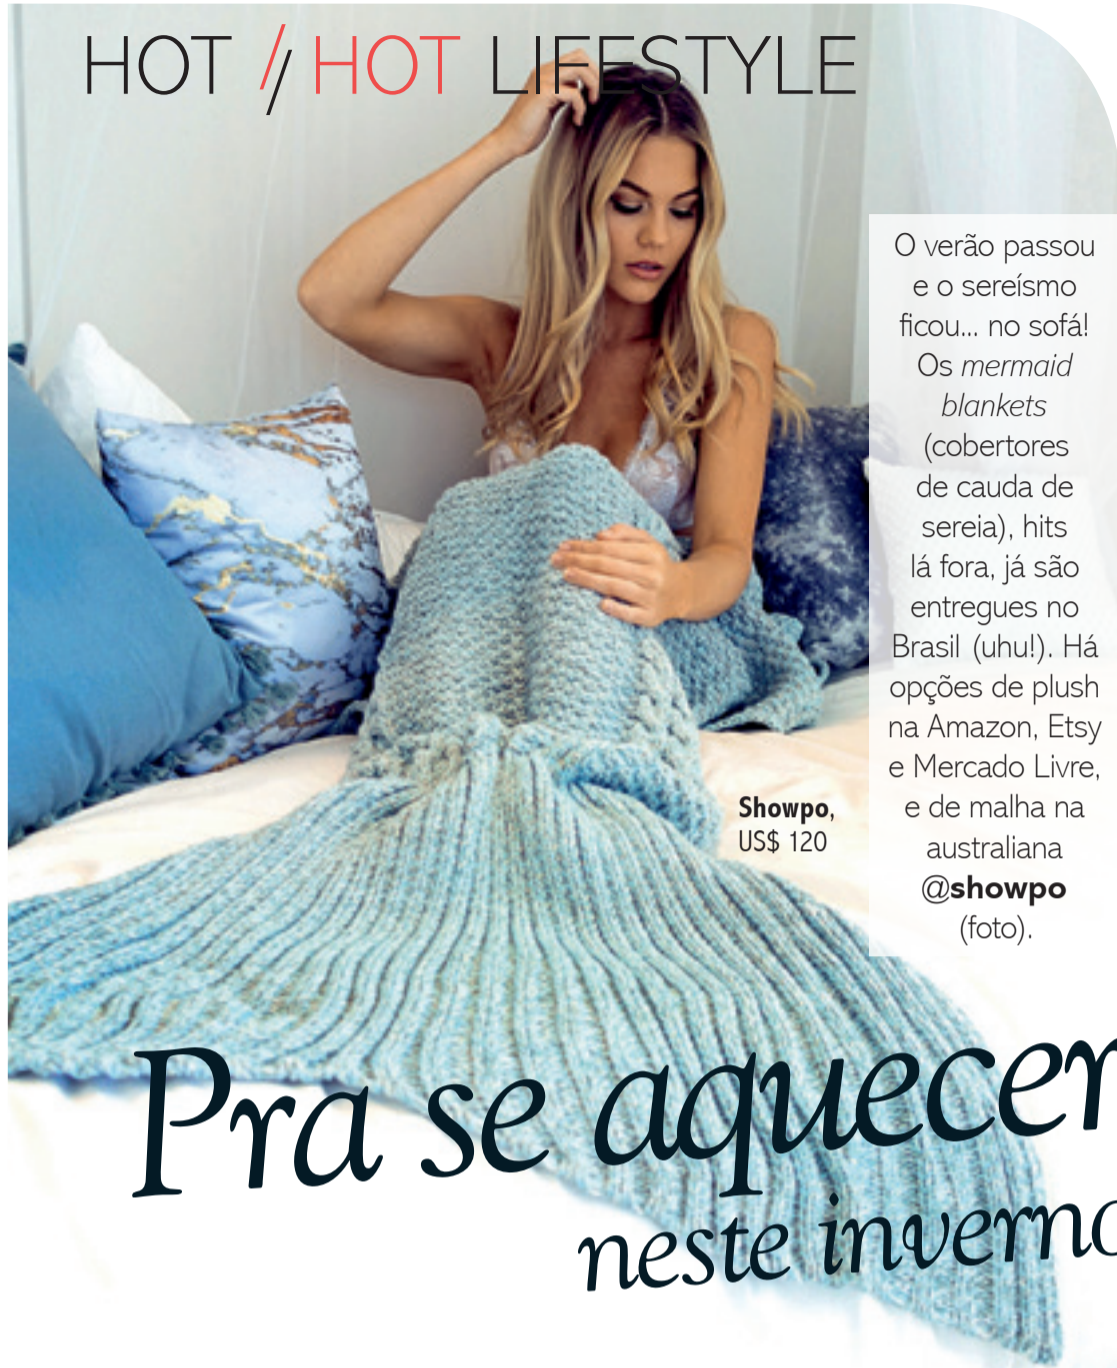 HOT // HOT LIFESTYLE
O verão passou
e o sereísmo
ficou... no sofá!
Os mermaid
blankets
(cobertores
de cauda de
sereia), hits
lá fora, já são
entregues no
Brasil (uhu!). Há
opções de plush
na Amazon, Etsy
e Mercado Livre,
e de malha na
australiana
@showpo
(foto).
Showpo,
US$ 120
Pra se aquecer
neste inverno